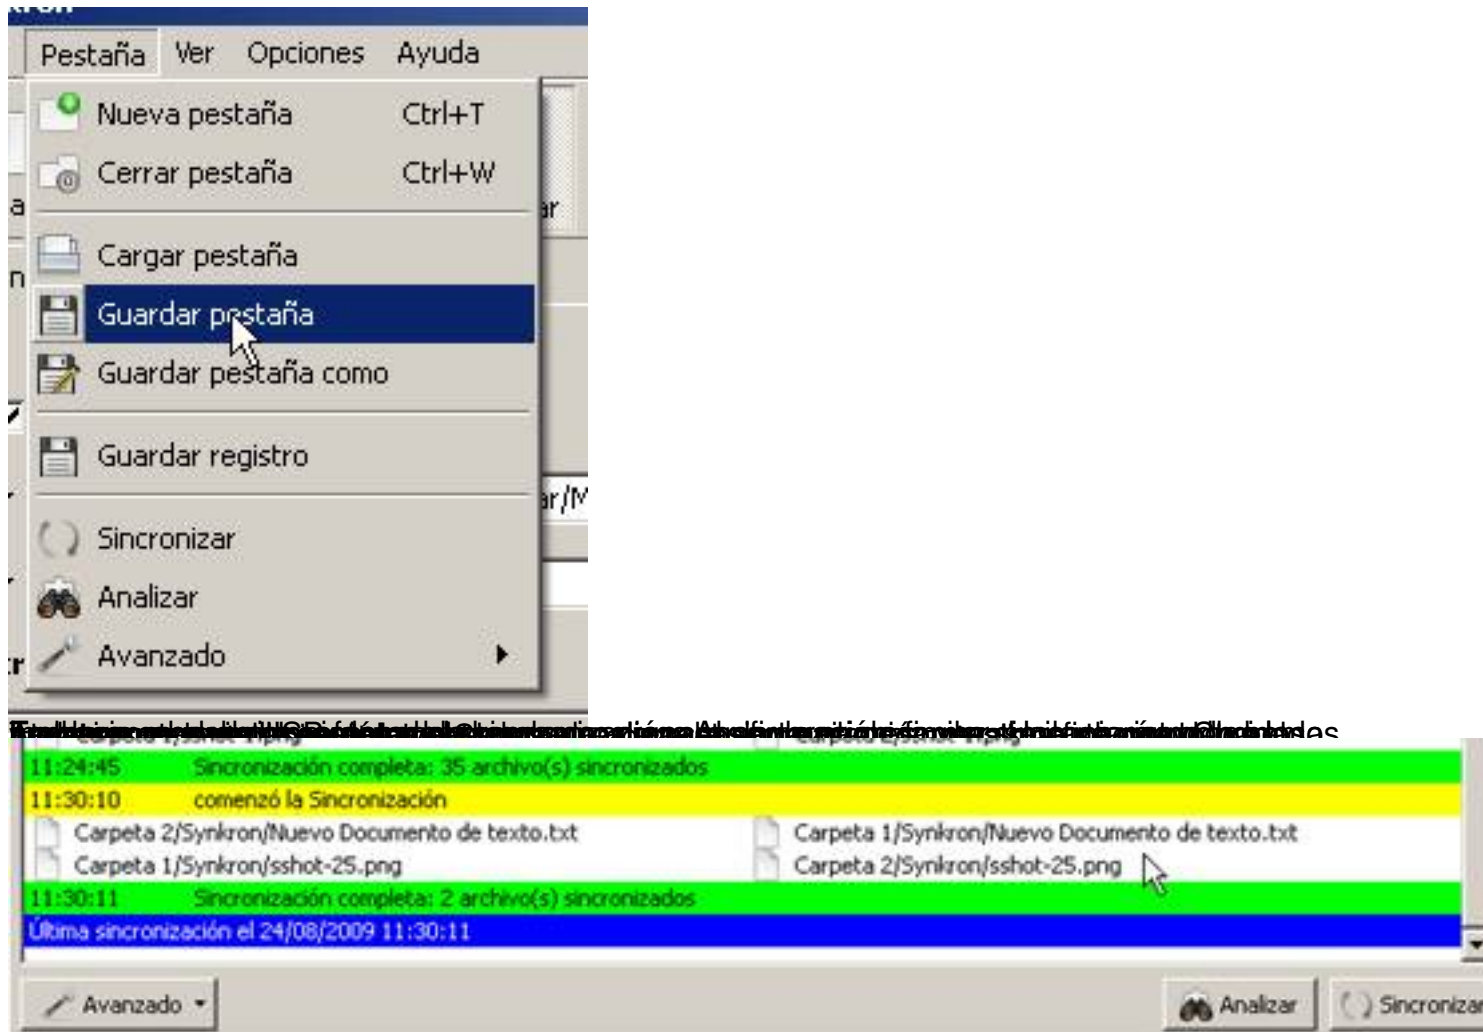 Pestaña Ver Opciones Ayuda
Nueva pestaña Ctrl+T
Cerrar pestaña Ctrl+W
Cargar pestaña
Guardar pestaña
Guardar pestaña como
Guardar registro
ar/M
Sincronizar
Analizar
Avanzado
11:24:45 Sincronización completa: 35 archivo(s) sincronizados
11:30:10 comenzó la Sincronización
Carpeta 2/Synkron/Nuevo Documento de texto.txt Carpeta 1/Synkron/Nuevo Documento de texto.txt
Carpeta 1/Synkron/sshot-25.png Carpeta 2/Synkron/sshot-25.png
11:30:11 Sincronización completa: 2 archivo(s) sincronizados
Última sincronización el 24/08/2009 11:30:11
Avanzado Analizar Sincronizar